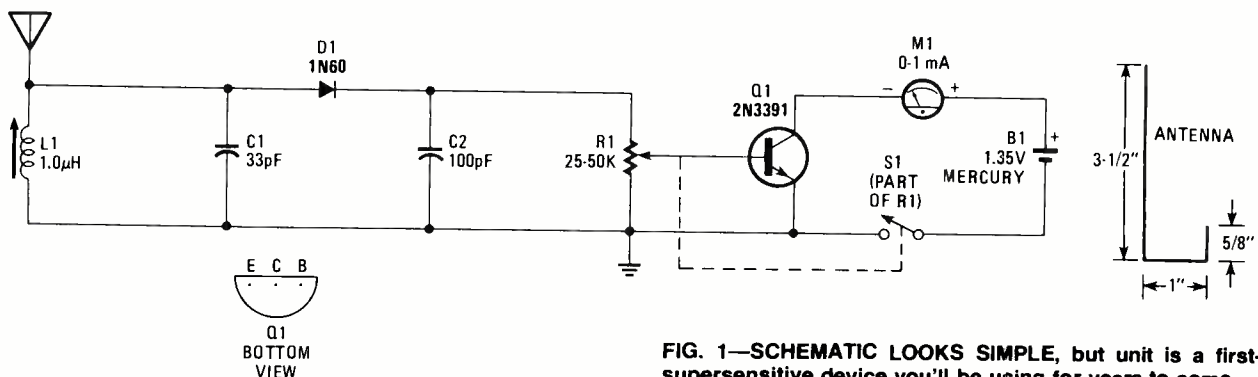 D1
1N60
L1
1.0µH
C1
33pF
C2
100pF
R1
25-50K
Q1
2N3391
M1
0-1 mA
- +
S1
(PART
OF R1)
B1
1.35V
MERCURY
+
ANTENNA
3-1/2"
5/8"
1"
E C B
Q1
BOTTOM
VIEW
FIG. 1—SCHEMATIC LOOKS SIMPLE, but unit is a first-
supersensitive device you'll be using for years to come.